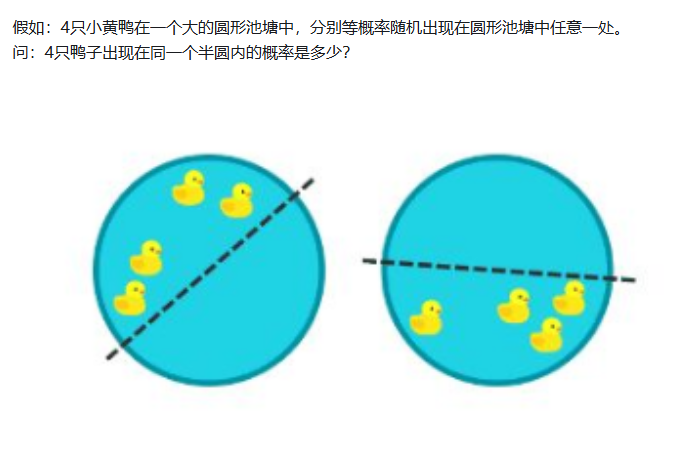 假如：4只小黄鸭在一个大的圆形池塘中，分别等概率随机出现在圆形池塘中任意一处。
问：4只鸭子出现在同一个半圆内的概率是多少？